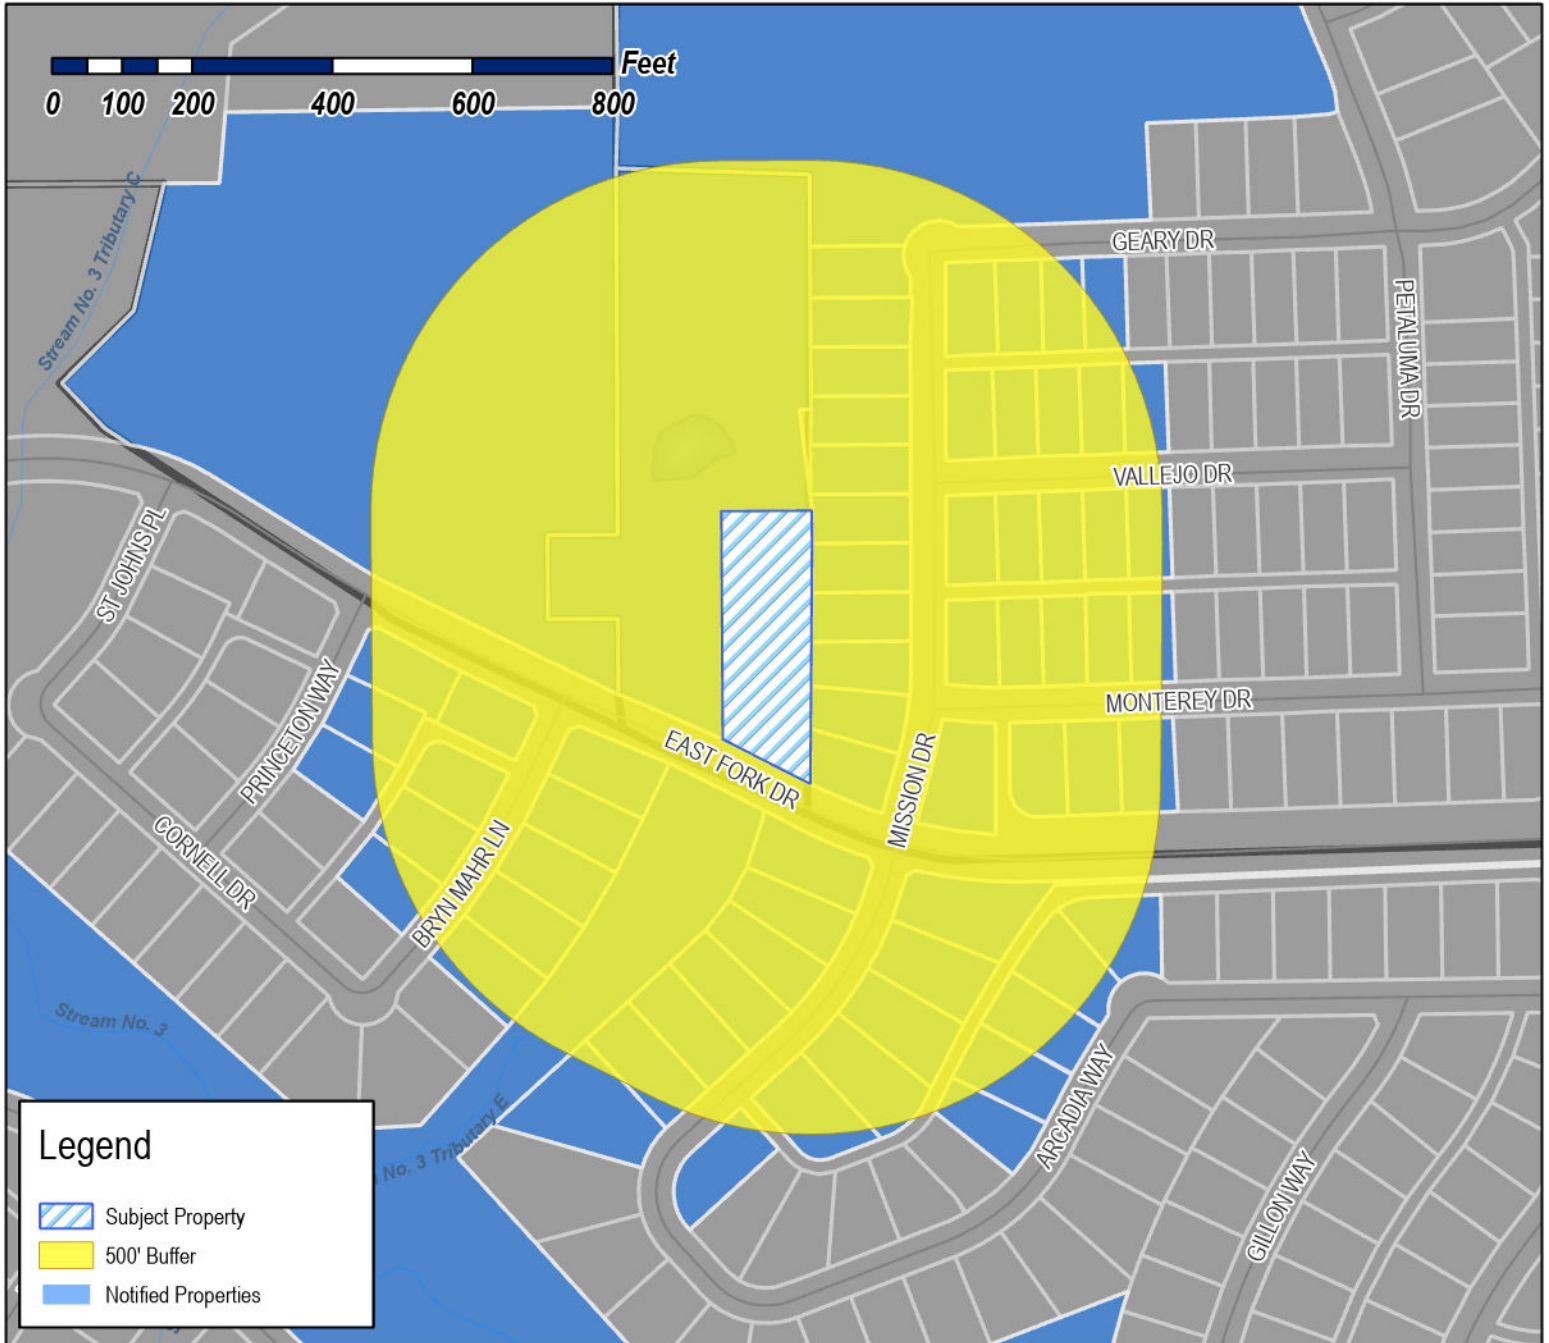 Feet
0 100 200 400 600 800
Stream No. 3 Tributary C
GEARY DR
PETALUMA DR
VALLEJO DR
ST JOHNS PL
PRINCETON WAY
MONTEREY DR
EAST FORK DR
MISSION DR
CORNELL DR
BRYN MAHR LN
Stream No. 3
No. 3 Tributary E
ARCADIA WAY
GILLON WAY
Legend
Subject Property
500' Buffer
Notified Properties